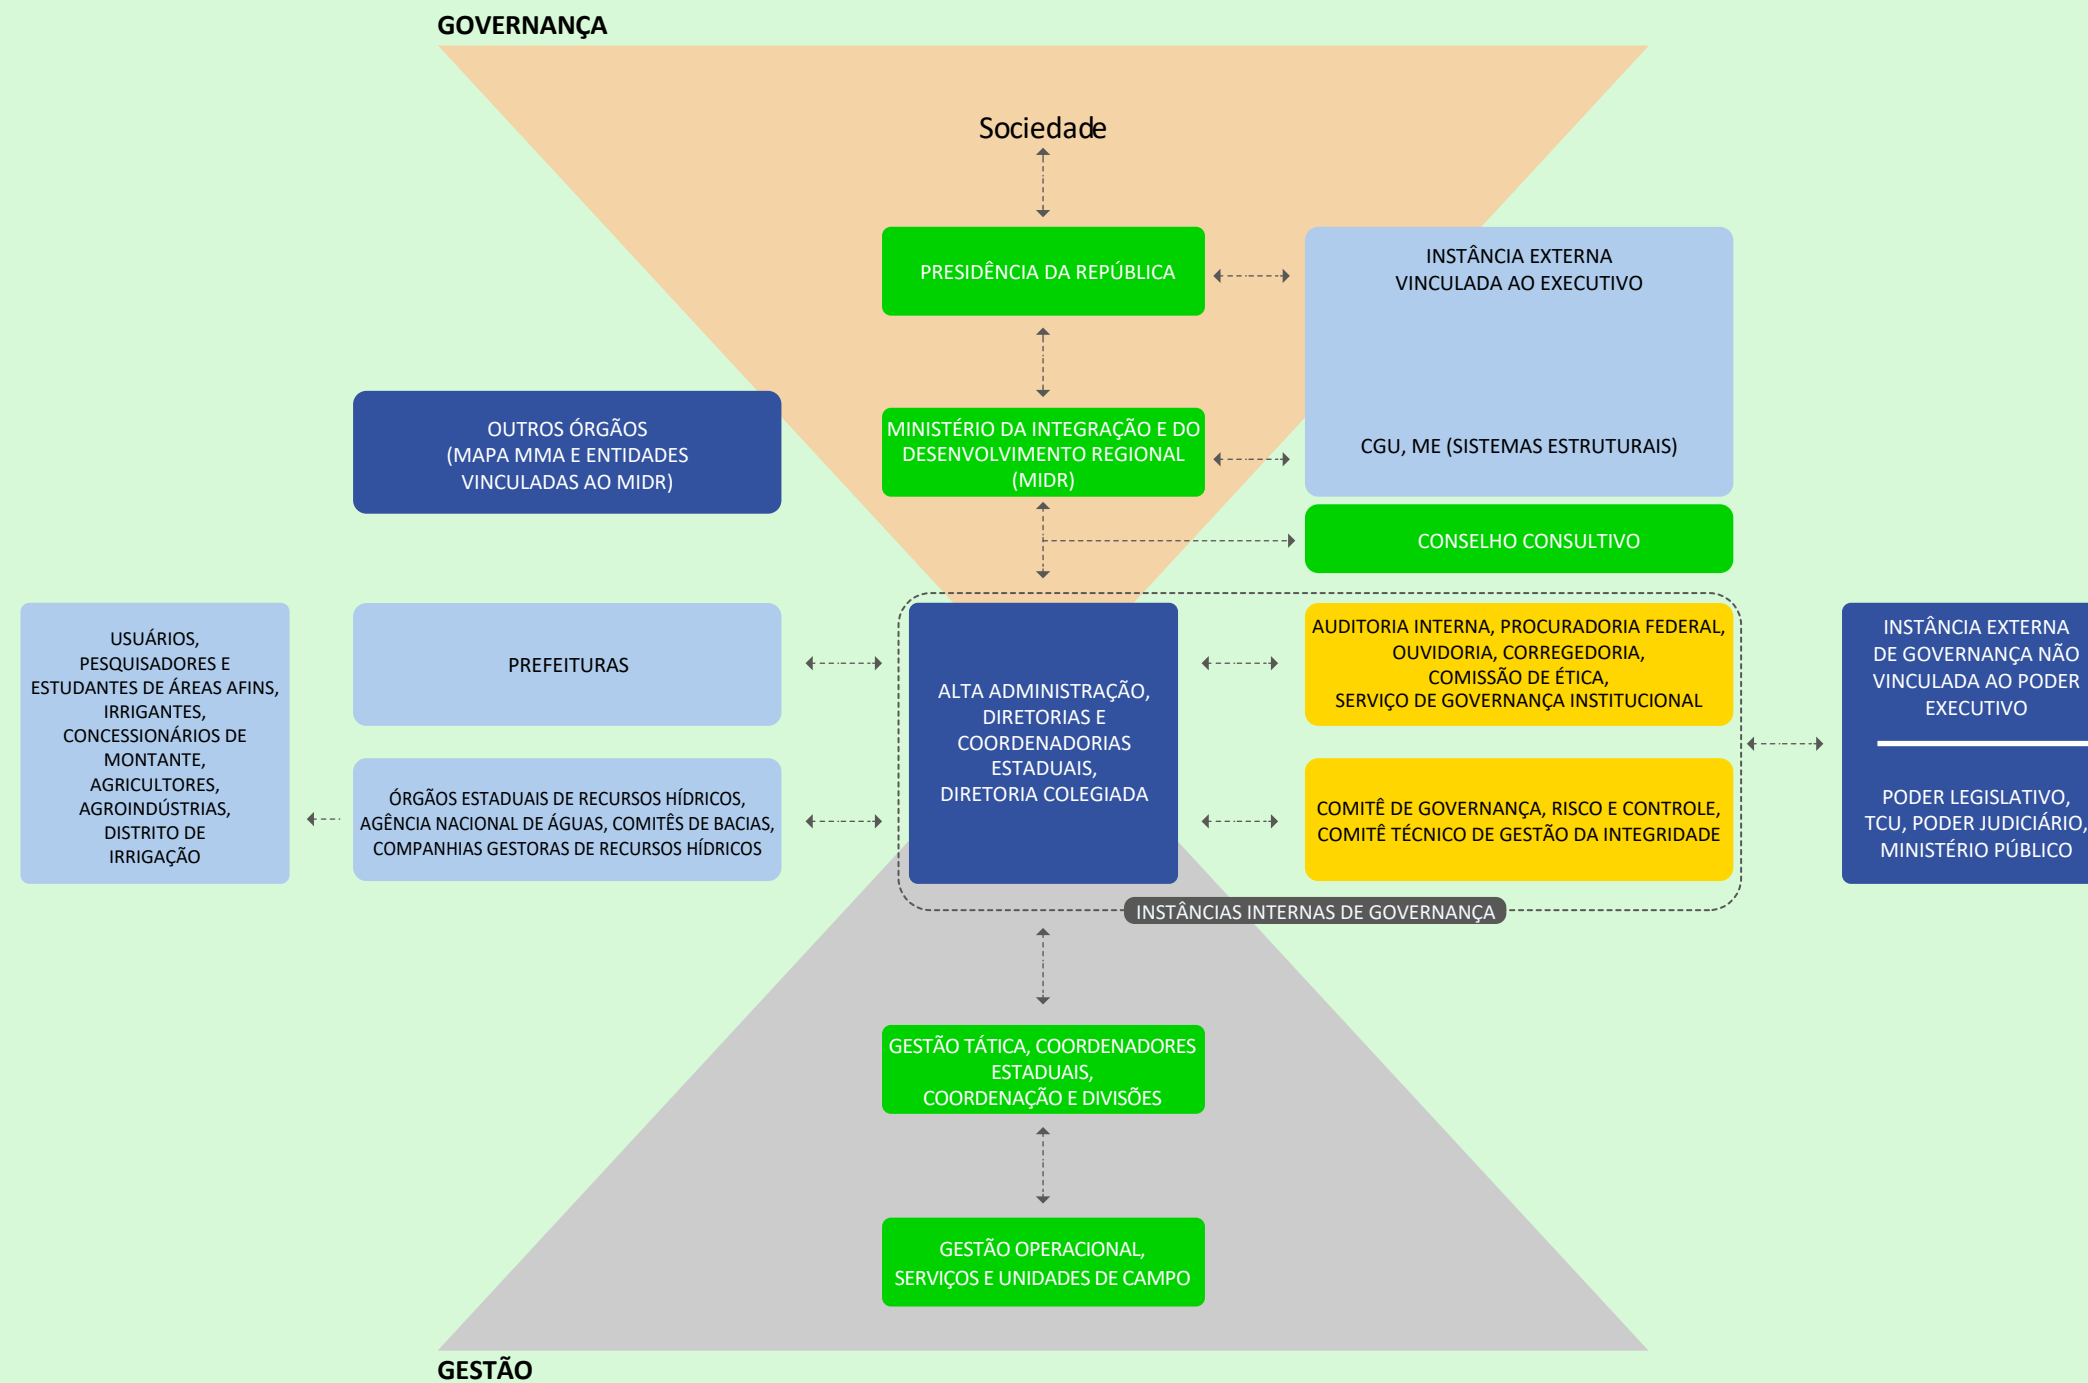 GOVERNANÇA
Sociedade
PRESIDÊNCIA DA REPÚBLICA
INSTÂNCIA EXTERNA
VINCULADA AO EXECUTIVO
CGU, ME (SISTEMAS ESTRUTURAIS)
OUTROS ÓRGÃOS
(MAPA MMA E ENTIDADES
VINCULADAS AO MIDR)
MINISTÉRIO DA INTEGRAÇÃO E DO
DESENVOLVIMENTO REGIONAL
(MIDR)
CONSELHO CONSULTIVO
USUÁRIOS,
PESQUISADORES E
ESTUDANTES DE ÁREAS AFINS,
IRRIGANTES,
CONCESSIONÁRIOS DE
MONTANTE,
AGRICULTORES,
AGROINDÚSTRIAS,
DISTRITO DE
IRRIGAÇÃO
PREFEITURAS
ÓRGÃOS ESTADUAIS DE RECURSOS HÍDRICOS,
AGÊNCIA NACIONAL DE ÁGUAS, COMITÊS DE BACIAS,
COMPANHIAS GESTORAS DE RECURSOS HÍDRICOS
ALTA ADMINISTRAÇÃO,
DIRETORIAS E
COORDENADORIAS
ESTADUAIS,
DIRETORIA COLEGIADA
AUDITORIA INTERNA, PROCURADORIA FEDERAL,
OUVIDORIA, CORREGEDORIA,
COMISSÃO DE ÉTICA,
SERVIÇO DE GOVERNANÇA INSTITUCIONAL
COMITÊ DE GOVERNANÇA, RISCO E CONTROLE,
COMITÊ TÉCNICO DE GESTÃO DA INTEGRIDADE
INSTÂNCIA EXTERNA
DE GOVERNANÇA NÃO
VINCULADA AO PODER
EXECUTIVO
PODER LEGISLATIVO,
TCU, PODER JUDICIÁRIO,
MINISTÉRIO PÚBLICO
INSTÂNCIAS INTERNAS DE GOVERNANÇA
GESTÃO TÁTICA, COORDENADORES
ESTADUAIS,
COORDENAÇÃO E DIVISÕES
GESTÃO OPERACIONAL,
SERVIÇOS E UNIDADES DE CAMPO
GESTÃO